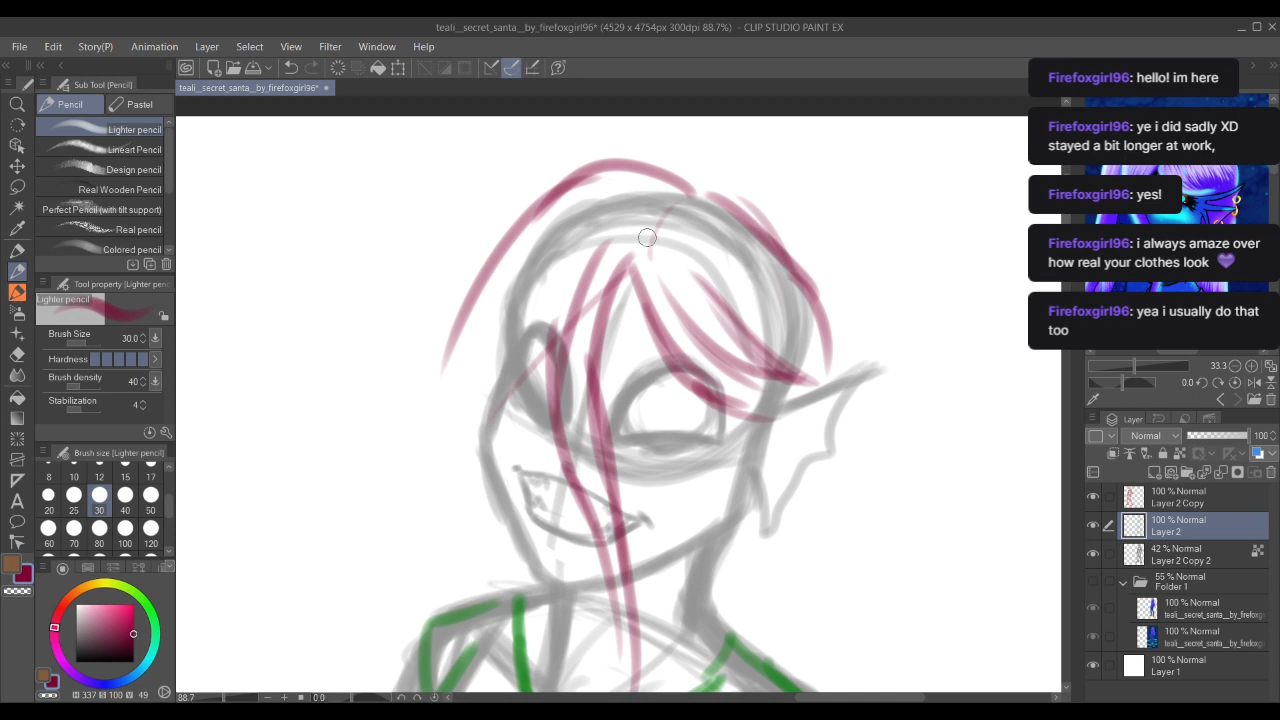 teali__secret_santa__by_firefoxgirl96* (4529 x 4754px 300dpi 88.7%) - CLIP STUDIO PAINT EX
File Edit Story(P) Animation Layer Select View Filter Window Help
Sub Tool [Pencil]
teali__secret_santa__by_firefoxgirl96*
Pencil Pastel
Lighter pencil
Lineart Pencil
Design pencil
Real Wooden Pencil
Perfect Pencil (with tilt support)
Real pencil
Colored pencil
Tool property [Lighter penc
Lighter pencil
Brush Size 30.0
Hardness
Brush density 40
Stabilization 4
Brush size [Lighter pencil]
8 10 12 15 17
20 25 30 40 50
60 70 80 100 120
337 S 100 V 49
88.7 0.0
Firefoxgirl96: hello! im here
Firefoxgirl96: ye i did sadly XD
stayed a bit longer at work,
Firefoxgirl96: yes!
Firefoxgirl96: i always amaze over
how real your clothes look 💜
Firefoxgirl96: yea i usually do that
too
33.3
0.0
Layer
Normal 100
100 % Normal
Layer 2 Copy
100 % Normal
Layer 2
42 % Normal
Layer 2 Copy 2
55 % Normal
Folder 1
100 % Normal
teali__secret_santa__by_firefoxg
100 % Normal
teali__secret_santa__by_firefoxg
100 % Normal
Layer 1